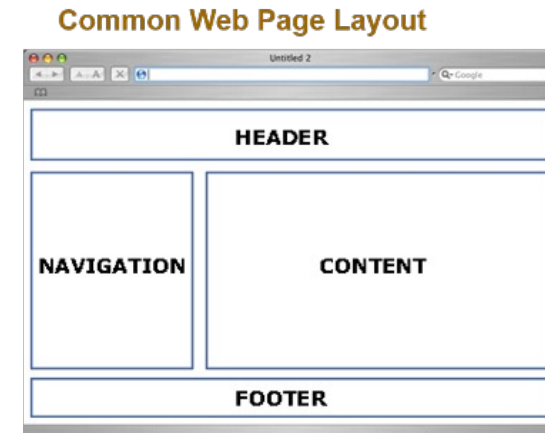 Common Web Page Layout
Untitled 2
A A
Google
HEADER
NAVIGATION
CONTENT
FOOTER